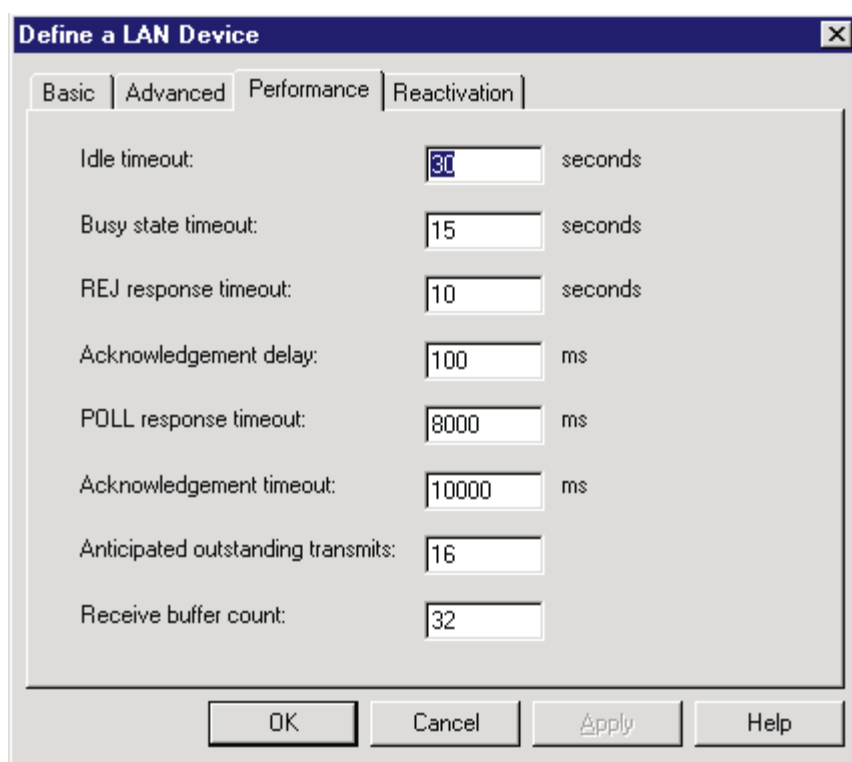 Define a LAN Device
Basic Advanced Performance Reactivation
Idle timeout: 30 seconds
Busy state timeout: 15 seconds
REJ response timeout: 10 seconds
Acknowledgement delay: 100 ms
POLL response timeout: 8000 ms
Acknowledgement timeout: 10000 ms
Anticipated outstanding transmits: 16
Receive buffer count: 32
OK Cancel Apply Help